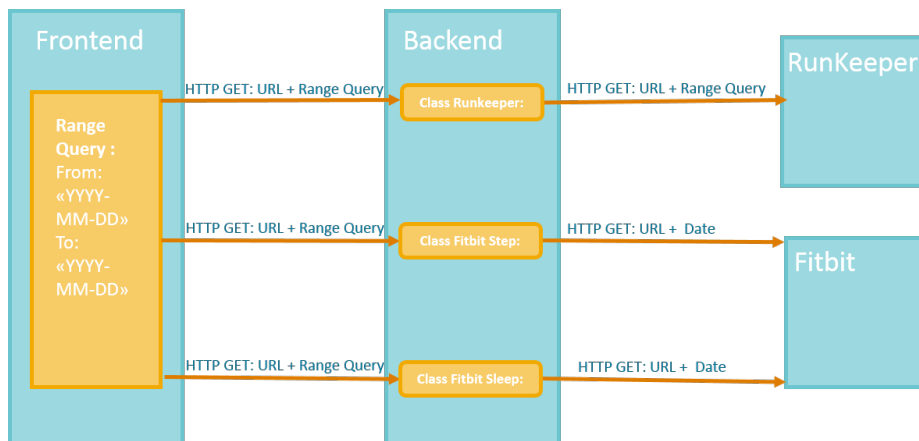 Frontend
Backend
RunKeeper
HTTP GET: URL + Range Query
Class Runkeeper:
HTTP GET: URL + Range Query
Range
Query :
From:
«YYYY-
MM-DD»
To:
«YYYY-
MM-DD»
HTTP GET: URL + Range Query
Class Fitbit Step:
HTTP GET: URL +  Date
Fitbit
HTTP GET: URL + Range Query
Class Fitbit Sleep:
HTTP GET: URL +  Date